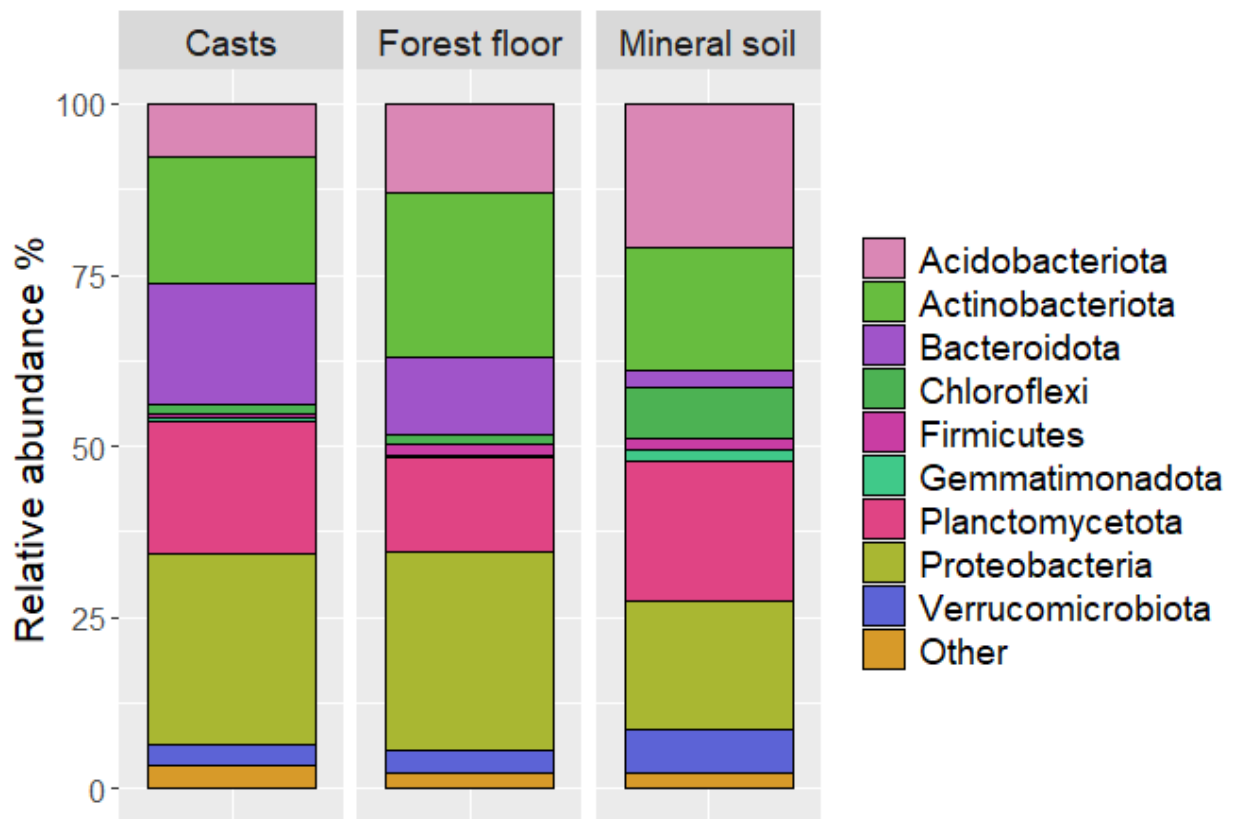 Casts
Forest floor
Mineral soil
Relative abundance %
100
75
50
25
0
Acidobacteriota
Actinobacteriota
Bacteroidota
Chloroflexi
Firmicutes
Gemmatimonadota
Planctomycetota
Proteobacteria
Verrucomicrobiota
Other